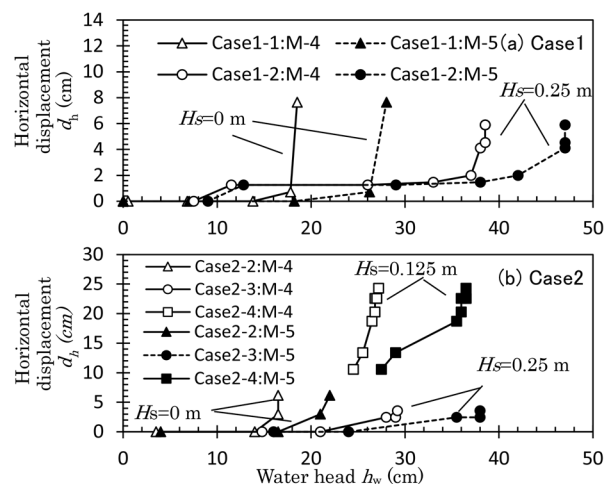 Horizontal
displacement
dₕ (cm)
14
12
10
8
6
4
2
0
Case1-1:M-4
Case1-1:M-5
(a) Case1
Case1-2:M-4
Case1-2:M-5
Hs=0 m
Hs=0.25 m
0
10
20
30
40
50
Horizontal
displacement
dₕ (cm)
30
25
20
15
10
5
0
Case2-2:M-4
Case2-3:M-4
Case2-4:M-4
Case2-2:M-5
Case2-3:M-5
Case2-4:M-5
Hs=0.125 m
(b) Case2
Hs=0 m
Hs=0.25 m
0
10
20
30
40
50
Water head h_w (cm)